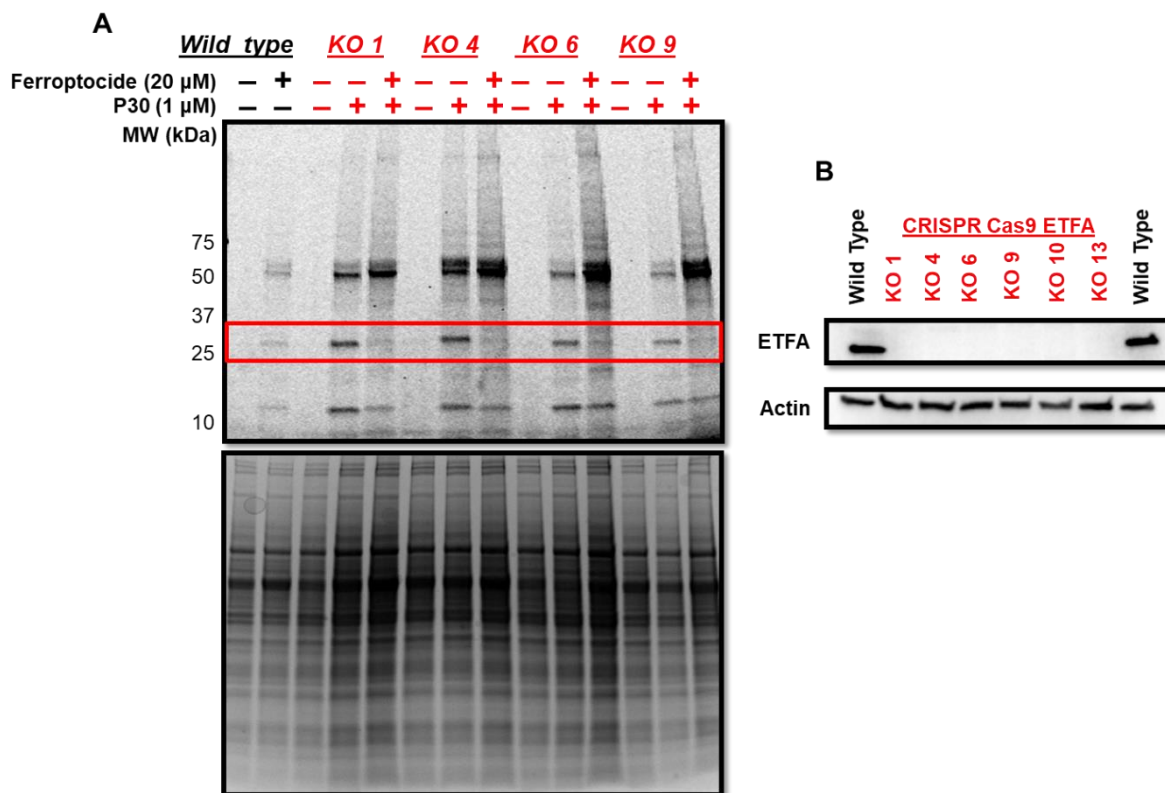 A
Wild type KO 1 KO 4 KO 6 KO 9
Ferroptocide (20 µM) – + – – + – – + – – + – – +
P30 (1 µM) – – – + + – + + – + + – + +
MW (kDa)
75
50
37
25
10
B
Wild Type
CRISPR Cas9 ETFA
KO 1
KO 4
KO 6
KO 9
KO 10
KO 13
Wild Type
ETFA
Actin